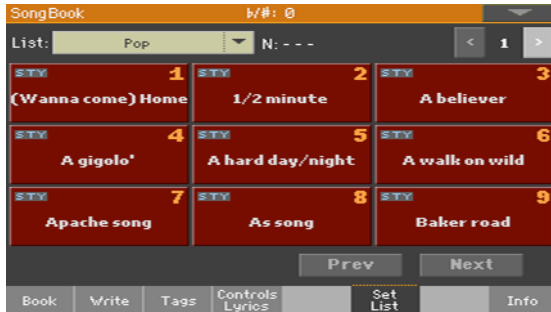 SongBook ♭/#: 0
List: Pop N: - - -  < 1 >
STY 1 STY 2 STY 3
(Wanna come) Home 1/2 minute A believer
STY 4 STY 5 STY 6
A gigolo' A hard day/night A walk on wild
STY 7 STY 8 STY 9
Apache song As song Baker road
Prev Next
Book Write Tags Controls Lyrics Set List Info